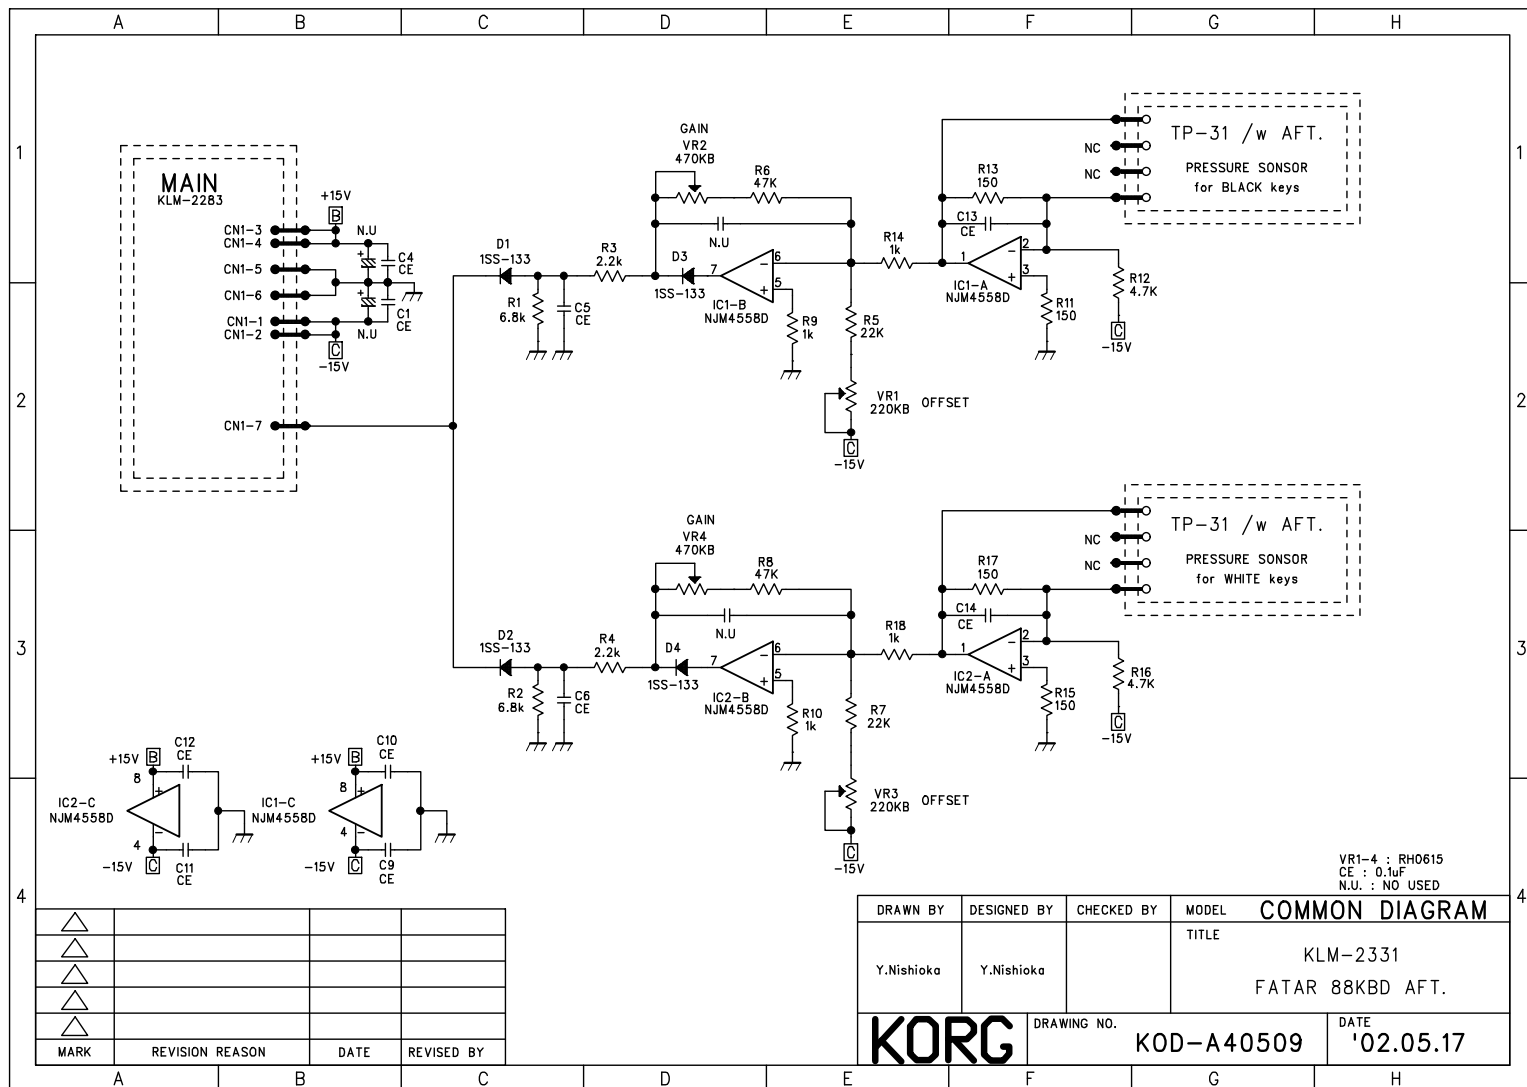 A B C D E F G H
1
2
3
4
MAIN
KLM-2283
+15V
B
CN1-3
CN1-4
CN1-5
CN1-6
CN1-1
CN1-2
N.U
+
C4
CE
+
C1
CE
N.U
C
-15V
CN1-7
D1
1SS-133
R1
6.8k
C5
CE
R3
2.2k
GAIN
VR2
470KB
R6
47K
N.U
D3
1SS-133
7
6
5
IC1-B
NJM4558D
R9
1k
R5
22K
VR1
220KB
OFFSET
C
-15V
R14
1k
R13
150
C13
CE
1
2
3
IC1-A
NJM4558D
R11
150
R12
4.7K
C
-15V
NC
NC
TP-31 /w AFT.
PRESSURE SONSOR
for BLACK keys
D2
1SS-133
R2
6.8k
C6
CE
R4
2.2k
GAIN
VR4
470KB
R8
47K
N.U
D4
1SS-133
7
6
5
IC2-B
NJM4558D
R10
1k
R7
22K
VR3
220KB
OFFSET
C
-15V
R18
1k
R17
150
C14
CE
1
2
3
IC2-A
NJM4558D
R15
150
R16
4.7K
C
-15V
NC
NC
TP-31 /w AFT.
PRESSURE SONSOR
for WHITE keys
+15V
B
C12
CE
8
IC2-C
NJM4558D
4
-15V
C
C11
CE
+15V
B
C10
CE
8
IC1-C
NJM4558D
4
-15V
C
C9
CE
VR1-4 : RH0615
CE : 0.1uF
N.U. : NO USED
MARK REVISION REASON DATE REVISED BY
DRAWN BY DESIGNED BY CHECKED BY MODEL COMMON DIAGRAM
Y.Nishioka Y.Nishioka
TITLE
KLM-2331
FATAR 88KBD AFT.
KORG
DRAWING NO.
KOD-A40509
DATE
'02.05.17
1
2
3
4
A B C D E F G H